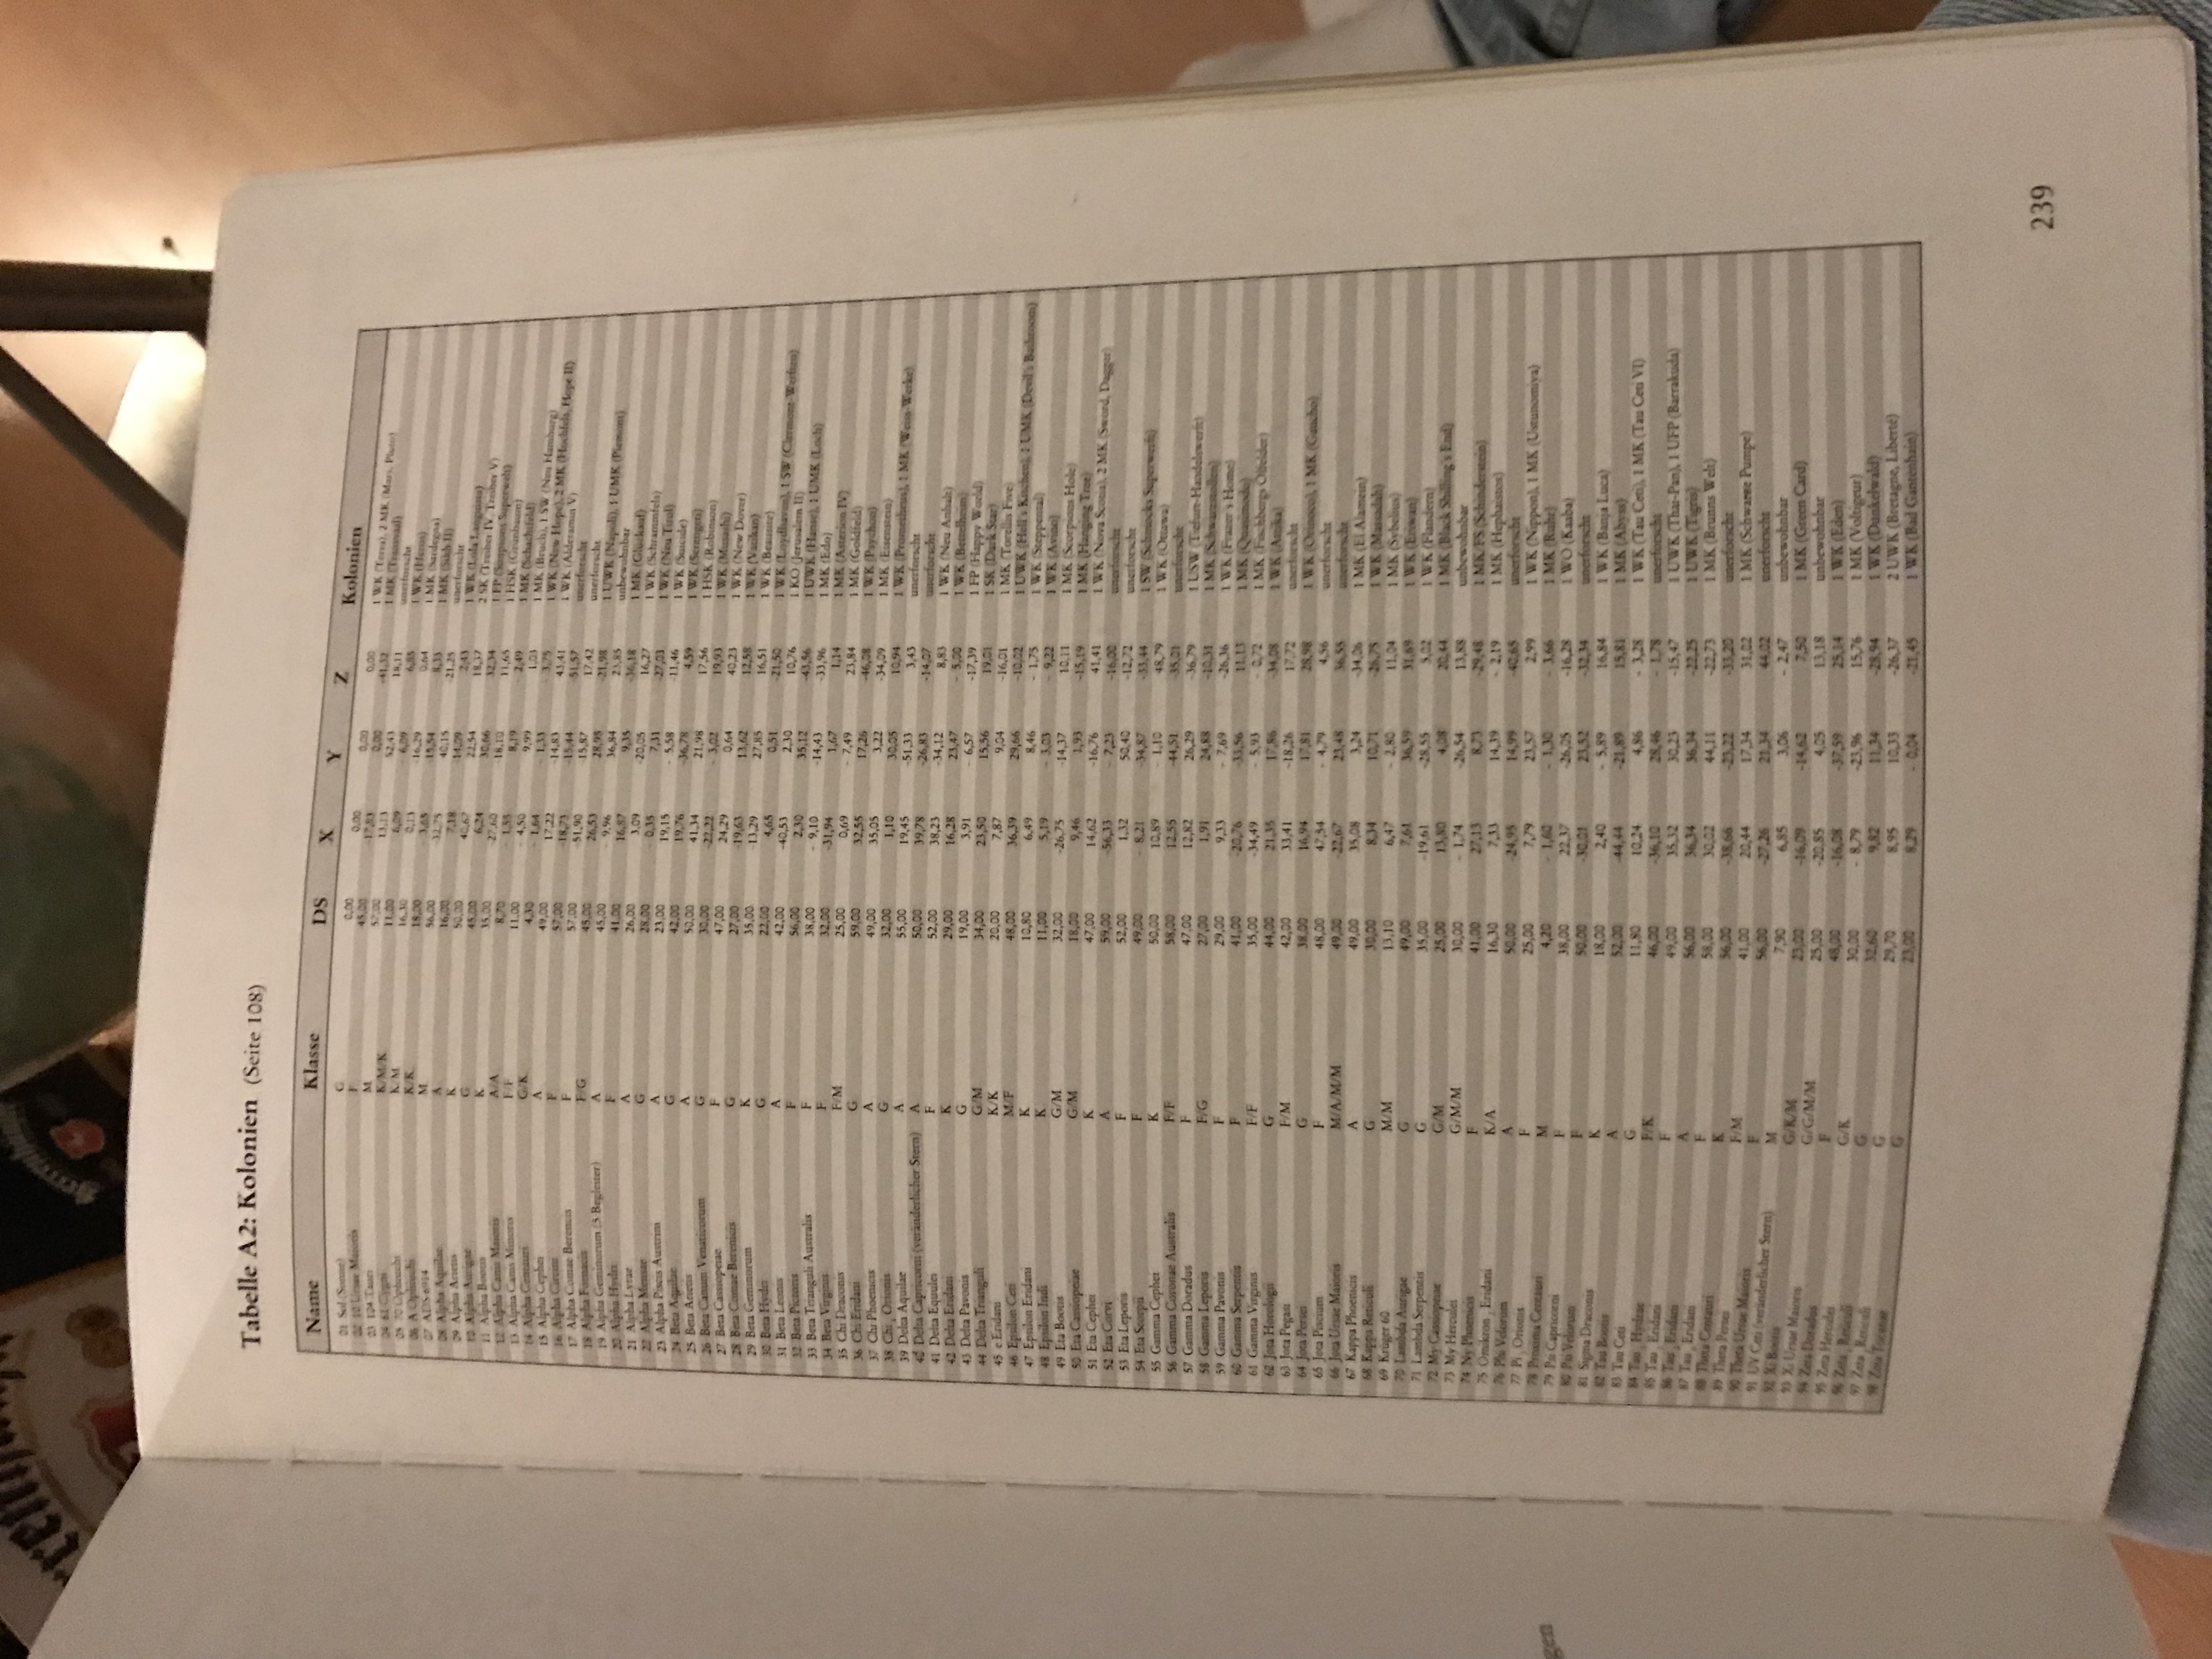 Tabelle A2: Kolonien (Seite 108)
Name Klasse DS X Y Z Kolonien
01 Sol (Sonne) G 0,00 0,00 0,00 0,00 1 WK (Terra), 2 MK (Mars, Pluto)
02 10 Ursae Maioris F 45,00 -17,83 0,00 -41,32 1 MK (Transvaal)
03 104 Tauri M 57,00 13,13 52,43 18,11 unerforscht
04 61 Cygni K/M/K 11,00 6,09 - 6,09 6,85 1 WK (Horus)
05 70 Ophiuchi K/M 16,30 0,13 -16,29 0,64 1 MK (Sardegna)
06 A Ophiuchi K/K 18,00 - 3,65 -15,54 8,33 1 MK (Sikh II)
07 ADS 6914 M 56,00 -32,75 40,15 -21,25 unerforscht
08 Alpha Aquilae A 16,00 7,18 -14,09 2,43 1 WK (Lola Languissa)
09 Alpha Arietis K 50,00 40,67 22,54 18,37 2 SK (Treiber IV, Treiber V)
10 Alpha Aurigae G 45,00 6,24 30,66 32,34 1 FP (Simpsons Superwelt)
11 Alpha Bootis K 35,00 -27,60 -18,10 11,65 1 HSK (Grünbaum)
12 Alpha Canis Maioris A/A 8,70 - 1,55 8,19 - 2,49 1 MK (Schachtfeld)
13 Alpha Canis Minoris F/F 11,00 - 4,50 9,99 1,03 1 MK (Bruch), 1 SW (Neu Hamburg)
14 Alpha Centauri G/K 4,30 - 1,64 - 1,33 - 3,75 1 WK (New Hope), 2 MK (Hochfels, Hope II)
15 Alpha Cephei A 49,00 17,22 -14,83 43,41 1 WK (Alderamin V)
16 Alpha Circini F 57,00 -18,73 -15,44 -51,57 unerforscht
17 Alpha Comae Berencis F 57,00 -51,90 -15,87 17,42 unerforscht
18 Alpha Fornacis F/G 45,00 26,53 28,95 -21,98 1 UWK (Napoli), 1 UMK (Piemont)
19 Alpha Geminorum (5 Begleiter) A 45,00 - 9,96 36,84 23,85 unbewohnbar
20 Alpha Hydri F 41,00 16,87 9,35 -36,18 1 MK (Glückauf)
21 Alpha Lyrae A 26,00 3,09 -20,05 16,27 1 WK (Schrammfels)
22 Alpha Mensae G 28,00 - 0,35 7,31 -27,03 1 WK (Neu Tirol)
23 Alpha Piscis Austrini A 23,00 19,15 - 5,58 -11,46 1 WK (Suicide)
24 Beta Aquilae G 42,00 19,76 -36,78 4,59 1 WK (Serengeti)
25 Beta Arietis A 50,00 41,34 21,98 17,56 1 HSK (Robinson)
26 Beta Canum Venaticorum G 30,00 -22,22 - 3,02 19,93 1 WK (Musashi)
27 Beta Cassiopeiae F 47,00 24,29 0,64 40,23 1 WK (New Dover)
28 Beta Comae Berenicis G 27,00 -19,63 13,62 12,58 1 WK (Vatikan)
29 Beta Geminorum K 35,00 -13,29 27,85 16,51 1 WK (Beausite)
30 Beta Hydri G 22,00 4,65 0,51 -21,50 1 WK (Loydhaven), 1 SW (Clermont-Werften)
31 Beta Leonis A 42,00 -40,53 2,30 10,76 1 KO (Jerusalem II)
32 Beta Pictoris F 56,00 2,30 35,12 -43,56 1 UWK (Hanse), 1 UMK (Loch)
33 Beta Trianguli Australis F 38,00 - 9,10 -14,43 -33,96 1 MK (Edo)
34 Beta Virginis F 32,00 -31,94 1,67 1,14 1 MK (Asterion IV)
35 Chi Draconis F/M 25,00 0,69 - 7,49 23,84 1 MK (Goldfeld)
36 Chi Eridani G 59,00 32,55 17,26 -46,08 1 WK (Psychon)
37 Chi Phoenicis A 49,00 35,05 3,22 -34,09 1 MK (Eisenstein)
38 Chi, Orionis G 32,00 1,10 30,05 10,94 1 WK (Prometheus), 1 MK (Weiss-Werke)
39 Delta Aquilae A 55,00 19,45 -51,33 3,43 unerforscht
40 Delta Capricorni (veränderlicher Stern) A 50,00 39,78 -26,83 -14,07 unerforscht
41 Delta Equulei F 52,00 38,23 -34,12 8,83 1 WK (Neu Anhalt)
42 Delta Eridani K 29,00 16,28 23,47 - 5,00 1 WK (Bettelheim)
43 Delta Pavonis G 19,00 3,91 - 6,57 -17,39 1 FP (Happy World)
44 Delta Trianguli G/M 34,00 23,50 15,56 19,01 1 SK (Dark Star)
45 e Eridani K/K 20,00 7,87 9,04 -16,01 1 MK (Torellis Five)
46 Epsilon Ceti M/F 48,00 36,39 29,66 -10,02 1 UWK (Hell's Kitchen), 1 UMK (Devil's Bathroom)
47 Epsilon Eridani K 10,80 6,49 8,46 - 1,75 1 WK (Steppental)
48 Epsilon Indi K 11,00 5,19 - 3,03 - 9,22 1 WK (Avino)
49 Eta Bootis G/M 32,00 -26,75 -14,37 10,11 1 MK (Scorpions Hole)
50 Eta Cassiopeiae G/M 18,00 9,46 1,93 -15,19 1 MK (Hanging Tree)
51 Eta Cephei K 47,00 14,62 -16,76 41,41 1 WK (Nova Scotia), 2 MK (Sword, Dagger)
52 Eta Corvi A 59,00 -56,33 - 7,23 -16,00 unerforscht
53 Eta Leporis F 52,00 1,32 50,40 -12,72 unerforscht
54 Eta Scorpii F 49,00 - 8,21 -34,87 -33,44 1 SW (Schmocks Superwerft)
55 Gamma Cephei K 50,00 10,89 - 1,10 48,79 1 WK (Ottawa)
56 Gamma Coronae Australis F/F 58,00 12,55 -44,51 -35,01 unerforscht
57 Gamma Doradus F 47,00 12,82 26,29 -36,79 1 USW (Tiefurt-Handelswerft)
58 Gamma Leporis F/G 27,00 1,91 24,88 -10,31 1 MK (Schwarzstollen)
59 Gamma Pavonis F 29,00 9,33 - 7,69 -26,36 1 WK (Frazer's Home)
60 Gamma Serpentis F 41,00 -20,76 -33,56 11,13 1 MK (Quasimodo)
61 Gamma Virginis F/F 35,00 -34,49 - 5,93 - 0,72 1 MK (Fischbergs Ölfelder)
62 Jota Horologii G 44,00 21,35 17,86 -34,08 1 WK (Attika)
63 Jota Pegasi F/M 42,00 33,41 -18,26 17,72 unerforscht
64 Jota Persei G 38,00 16,94 17,81 28,98 1 WK (Orinoco), 1 MK (Gaucho)
65 Jota Piscium F 48,00 47,54 - 4,79 4,56 unerforscht
66 Jota Ursae Maioris M/A/M/M 49,00 -22,67 23,48 36,55 unerforscht
67 Kappa Phoenicis A 49,00 35,08 3,24 -34,06 1 MK (El Alamein)
68 Kappa Reticuli G 30,00 8,34 10,71 -26,75 1 WK (Massadah)
69 Krüger 60 M/M 13,10 6,47 - 2,80 11,04 1 MK (Sybelius)
70 Lambda Aurigae G 49,00 7,61 36,59 31,69 1 WK (Eriwan)
71 Lambda Serpentis G 35,00 -19,61 -28,55 5,02 1 WK (Flandern)
72 My Cassiopeiae G/M 25,00 13,80 4,08 20,44 1 MK (Black Shilling's End)
73 My Herculei G/M/M 30,00 - 1,74 -26,54 13,88 unbewohnbar
74 Ny Phoenicis F 41,00 27,13 8,73 -29,48 1 MK/FS (Schinderstein)
75 Omikron, Eridani K/A 16,30 7,33 14,39 - 2,19 1 MK (Hephaistos)
76 Phi Velorum A 50,00 -24,95 14,99 -40,65 unerforscht
77 Pi, Orionis F 25,00 7,79 23,57 2,99 1 WK (Nippon), 1 MK (Ustunomiya)
78 Proxima Centauri M 4,20 - 1,60 - 1,30 - 3,66 1 MK (Ruhr)
79 Psi Capricorni F 38,00 22,37 -26,05 -16,28 1 WO (Kaaba)
80 Psi Velorum F 50,00 -30,01 23,52 -32,34 unerforscht
81 Sigma Draconis K 18,00 2,40 - 5,89 16,84 1 WK (Banja Luca)
82 Tau Bootis A 52,00 -44,44 -21,89 15,81 1 MK (Abyss)
83 Tau Ceti G 11,80 10,24 4,86 - 3,28 1 WK (Tau Ceti), 1 MK (Tau Ceti VI)
84 Tau, Hydrae F/K 46,00 -36,10 28,46 - 1,78 unerforscht
85 Tau, Eridani F 49,00 35,32 30,23 -15,47 1 UWK (Thai-Pan), 1 UFP (Barrakuda)
86 Tau, Eridani A 56,00 36,34 36,34 -22,25 1 UWK (Tigris)
87 Tau, Eridani F 58,00 30,02 44,11 -22,73 1 MK (Brunns Welt)
88 Theta Centauri K 56,00 -38,66 -23,22 -33,20 unerforscht
89 Theta Persei F/M 41,00 20,44 17,34 31,02 1 MK (Schwarze Pumpe)
90 Theta Ursae Maioris F 56,00 -27,26 21,34 44,02 unerforscht
91 UV Ceti (veränderlicher Stern) M 7,90 6,85 3,06 - 2,47 unbewohnbar
92 Xi Bootis G/K/M 23,00 -16,09 -14,62 7,50 1 MK (Green Card)
93 Xi Ursae Maioris G/G/M/M 25,00 -20,85 4,05 13,18 unbewohnbar
94 Zeta Doradus F 48,00 -16,08 -37,59 25,14 1 WK (Eden)
95 Zeta Herculei G/K 30,00 - 8,79 -23,96 15,76 1 MK (Voltigeur)
96 Zeta, Reticuli G 32,60 9,82 11,34 -28,94 1 WK (Dunkelwald)
97 Zeta, Reticuli G 29,70 8,95 10,33 -26,37 2 UWK (Bretagne, Liberté)
98 Zeta Tucanae G 23,00 8,29 - 0,04 -21,45 1 WK (Bad Gantenhain)
239
gen